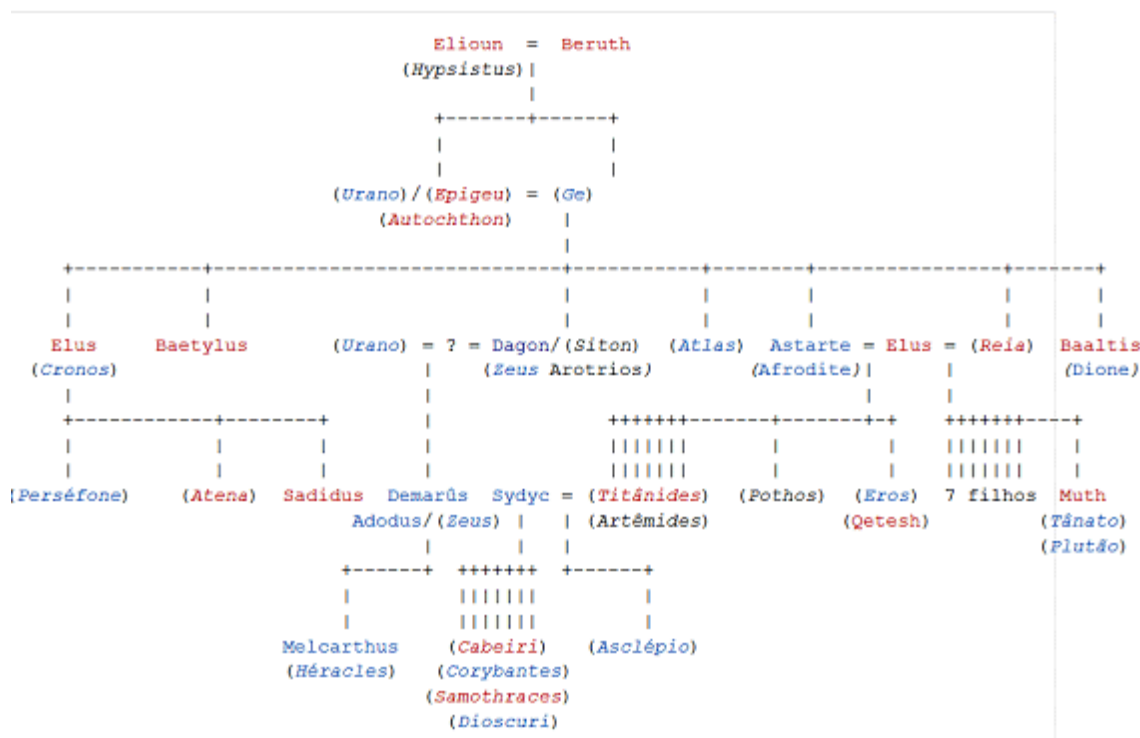 Elioun = Beruth
(Hypsistus)|
|
+-------+------+
| |
| |
(Urano)/(Epigeu) = (Ge)
(Autochthon) |
|
+-----------+-----------------------------+-----------+--------+----------------+-------+
| | | | | | |
| | | | | | |
Elus Baetylus (Urano) = ? = Dagon/(Siton) (Atlas) Astarte = Elus = (Reia) Baaltis
(Cronos) | (Zeus Arotrios) (Afrodite)| | (Dione)
| | | |
+------------+--------+ | +++++++-------+-------+-+ +++++++----+
| | | | ||||||| | | ||||||| |
| | | | ||||||| | | ||||||| |
(Perséfone) (Atena) Sadidus Demarûs Sydyc = (Titânides) (Pothos) (Eros) 7 filhos Muth
Adodus/(Zeus) | | (Artêmides) (Qetesh) (Tânato)
| | | (Plutão)
+------+ +++++++ +------+
| ||||||| |
| ||||||| |
Melcarthus (Cabeiri) (Asclépio)
(Héracles) (Corybantes)
(Samothraces)
(Dioscuri)